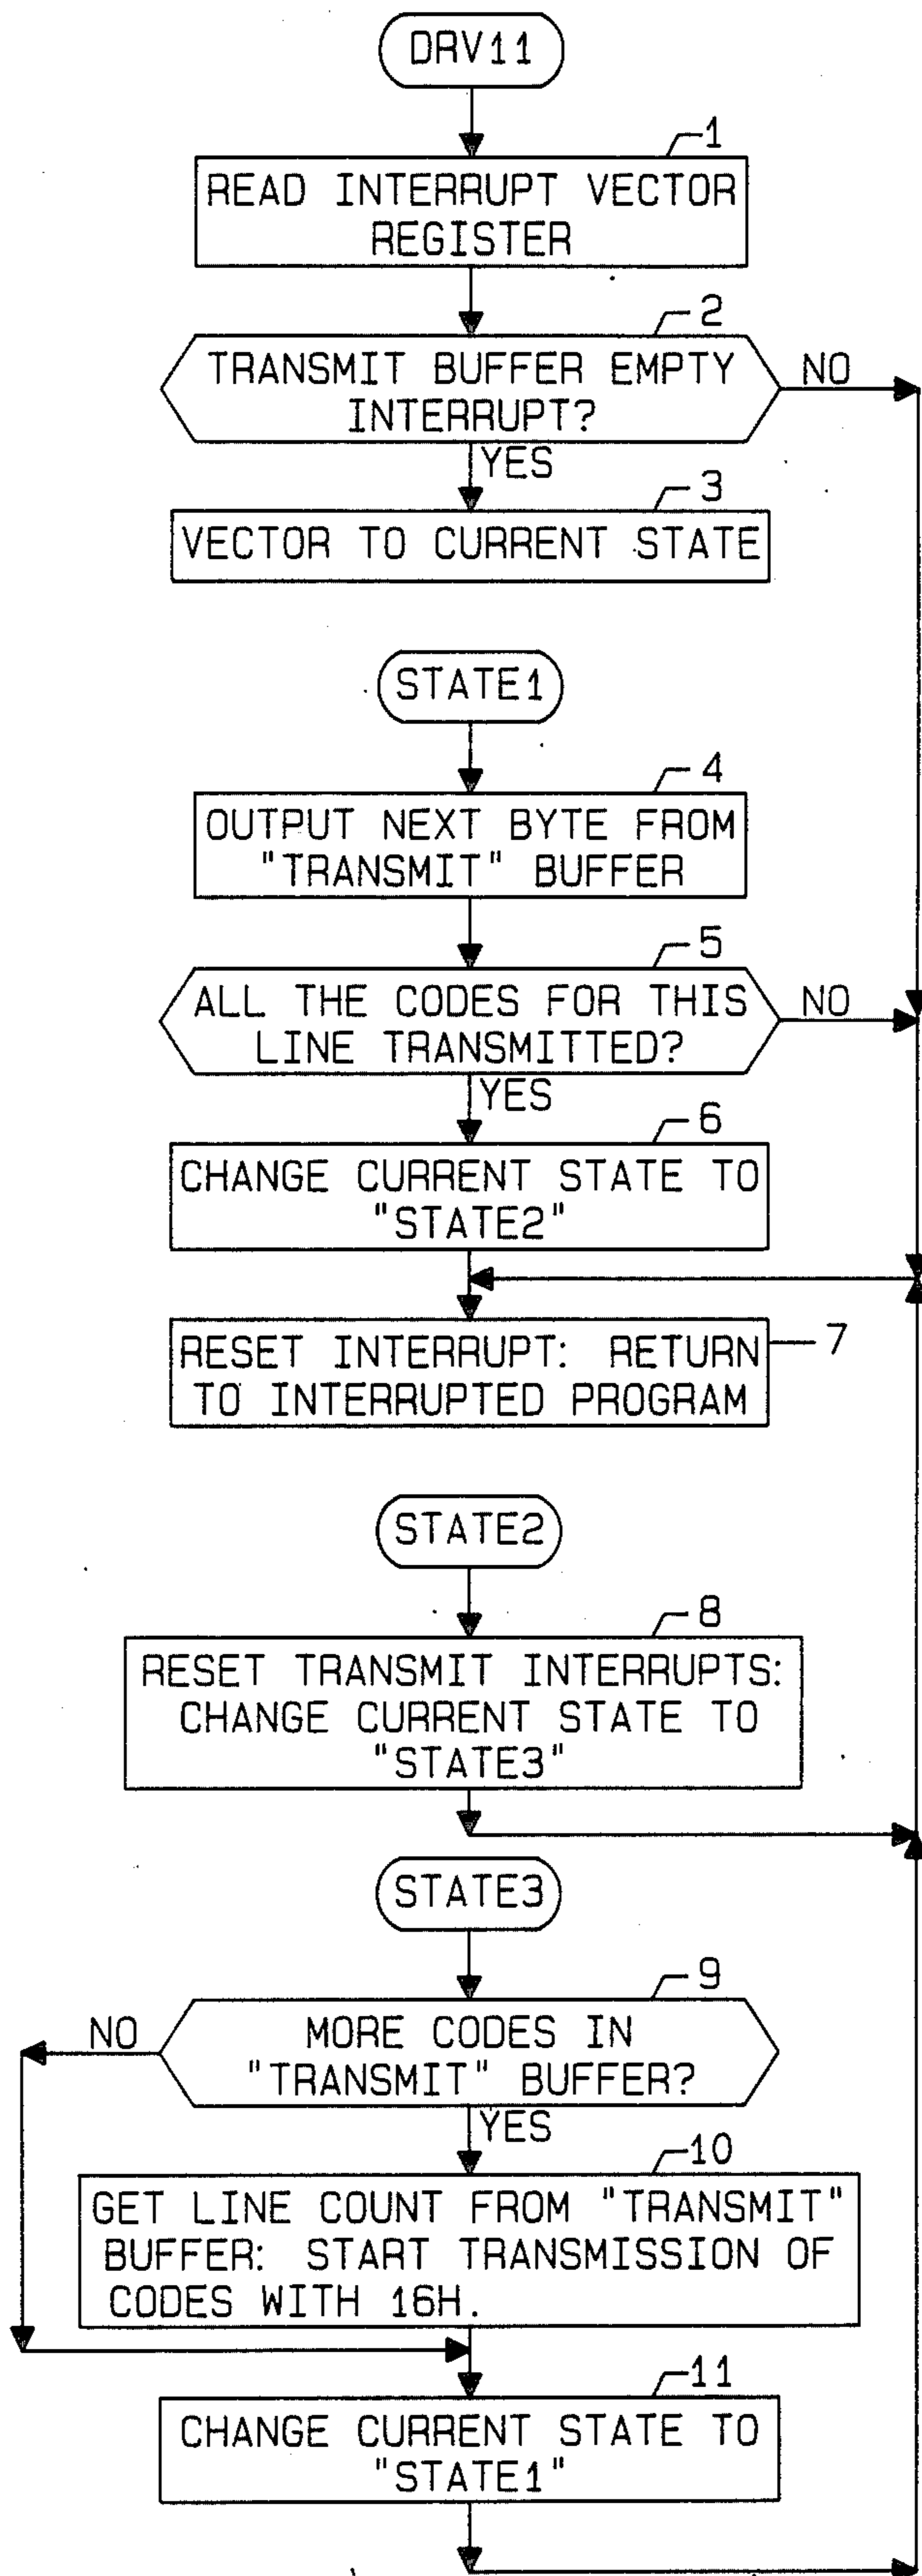 DRV11
1
READ INTERRUPT VECTOR
REGISTER
2
TRANSMIT BUFFER EMPTY
INTERRUPT?
NO
YES
3
VECTOR TO CURRENT STATE
STATE1
4
OUTPUT NEXT BYTE FROM
"TRANSMIT" BUFFER
5
ALL THE CODES FOR THIS
LINE TRANSMITTED?
NO
YES
6
CHANGE CURRENT STATE TO
"STATE2"
7
RESET INTERRUPT: RETURN
TO INTERRUPTED PROGRAM
STATE2
8
RESET TRANSMIT INTERRUPTS:
CHANGE CURRENT STATE TO
"STATE3"
STATE3
9
NO
MORE CODES IN
"TRANSMIT" BUFFER?
YES
10
GET LINE COUNT FROM "TRANSMIT"
BUFFER: START TRANSMISSION OF
CODES WITH 16H.
11
CHANGE CURRENT STATE TO
"STATE1"